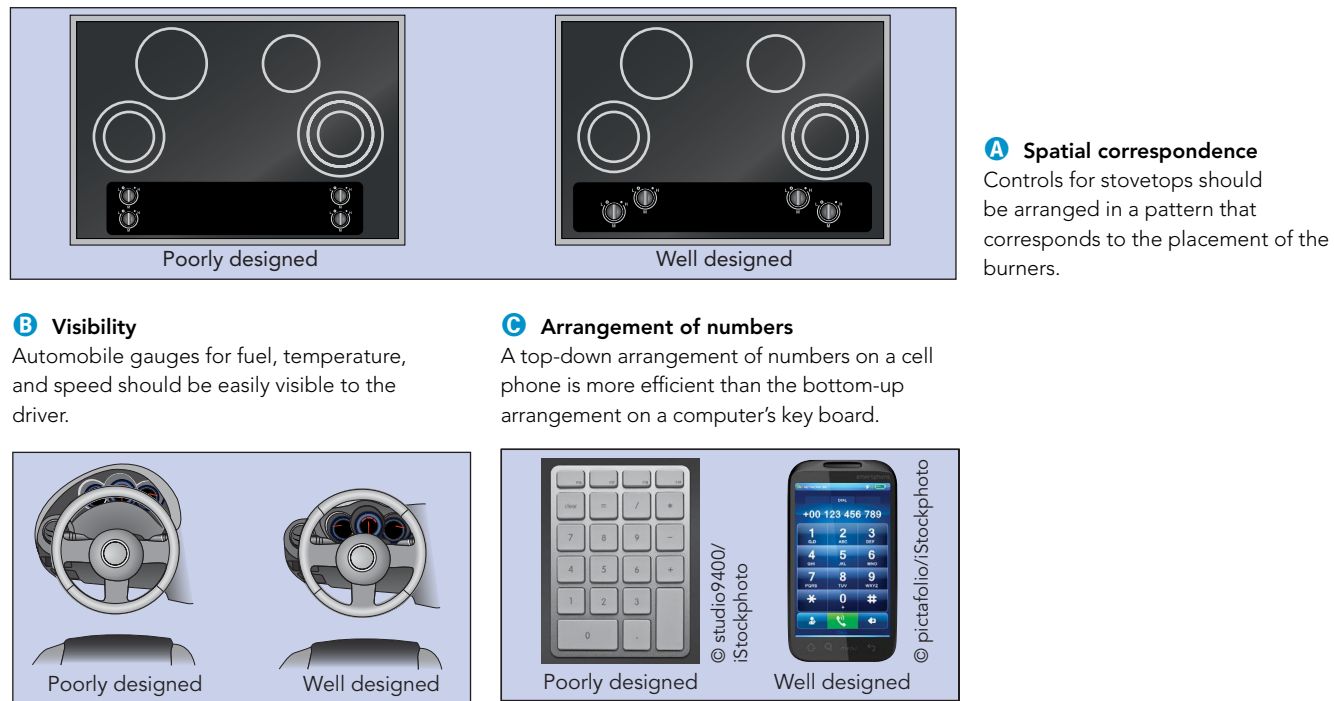 Poorly designed
Well designed
A Spatial correspondence
Controls for stovetops should
be arranged in a pattern that
corresponds to the placement of the
burners.
B Visibility
Automobile gauges for fuel, temperature,
and speed should be easily visible to the
driver.
C Arrangement of numbers
A top-down arrangement of numbers on a cell
phone is more efficient than the bottom-up
arrangement on a computer's key board.
Poorly designed
Well designed
clear = / *
7 8 9 -
4 5 6 +
1 2 3
0 .
© studio9400/
iStockphoto
DIAL
+00 123 456 789
1 2 3
ABC DEF
4 5 6
GHI JKL MNO
7 8 9
PQRS TUV WXYZ
* 0 #
+
© pictafolio/iStockphoto
Poorly designed
Well designed